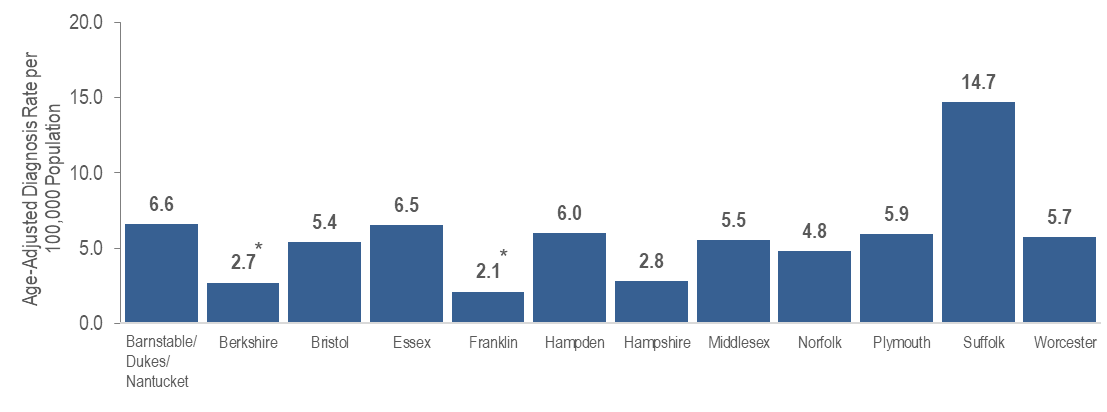 Age-Adjusted Diagnosis Rate per
100,000 Population
20.0
15.0
10.0
5.0
0.0
6.6
2.7*
5.4
6.5
2.1*
6.0
2.8
5.5
4.8
5.9
14.7
5.7
Barnstable/
Dukes/
Nantucket
Berkshire
Bristol
Essex
Franklin
Hampden
Hampshire
Middlesex
Norfolk
Plymouth
Suffolk
Worcester